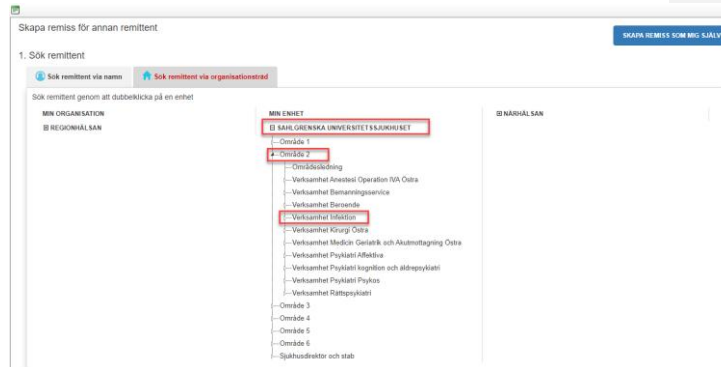 Skapa remiss för annan remittent
SKAPA REMISS SOM MIG SJÄLV
1. Sök remittent
Sök remittent via namn
Sök remittent via organisationsträd
Sök remittent genom att dubbelklicka på en enhet
MIN ORGANISATION
REGIONHÄLSAN
MIN ENHET
SAHLGRENSKA UNIVERSITETSSJUKHUSET
Område 1
Område 2
Områdesledning
Verksamhet Anestesi Operation IVA Östra
Verksamhet Bemanningsservice
Verksamhet Beroende
Verksamhet Infektion
Verksamhet Kirurgi Östra
Verksamhet Medicin Geriatrik och Akutmottagning Östra
Verksamhet Psykiatri Affektiva
Verksamhet Psykiatri kognition och äldrepsykiatri
Verksamhet Psykiatri Psykos
Verksamhet Rättspsykiatri
Område 3
Område 4
Område 5
Område 6
Sjukhusdirektör och stab
NÄRHÄLSAN